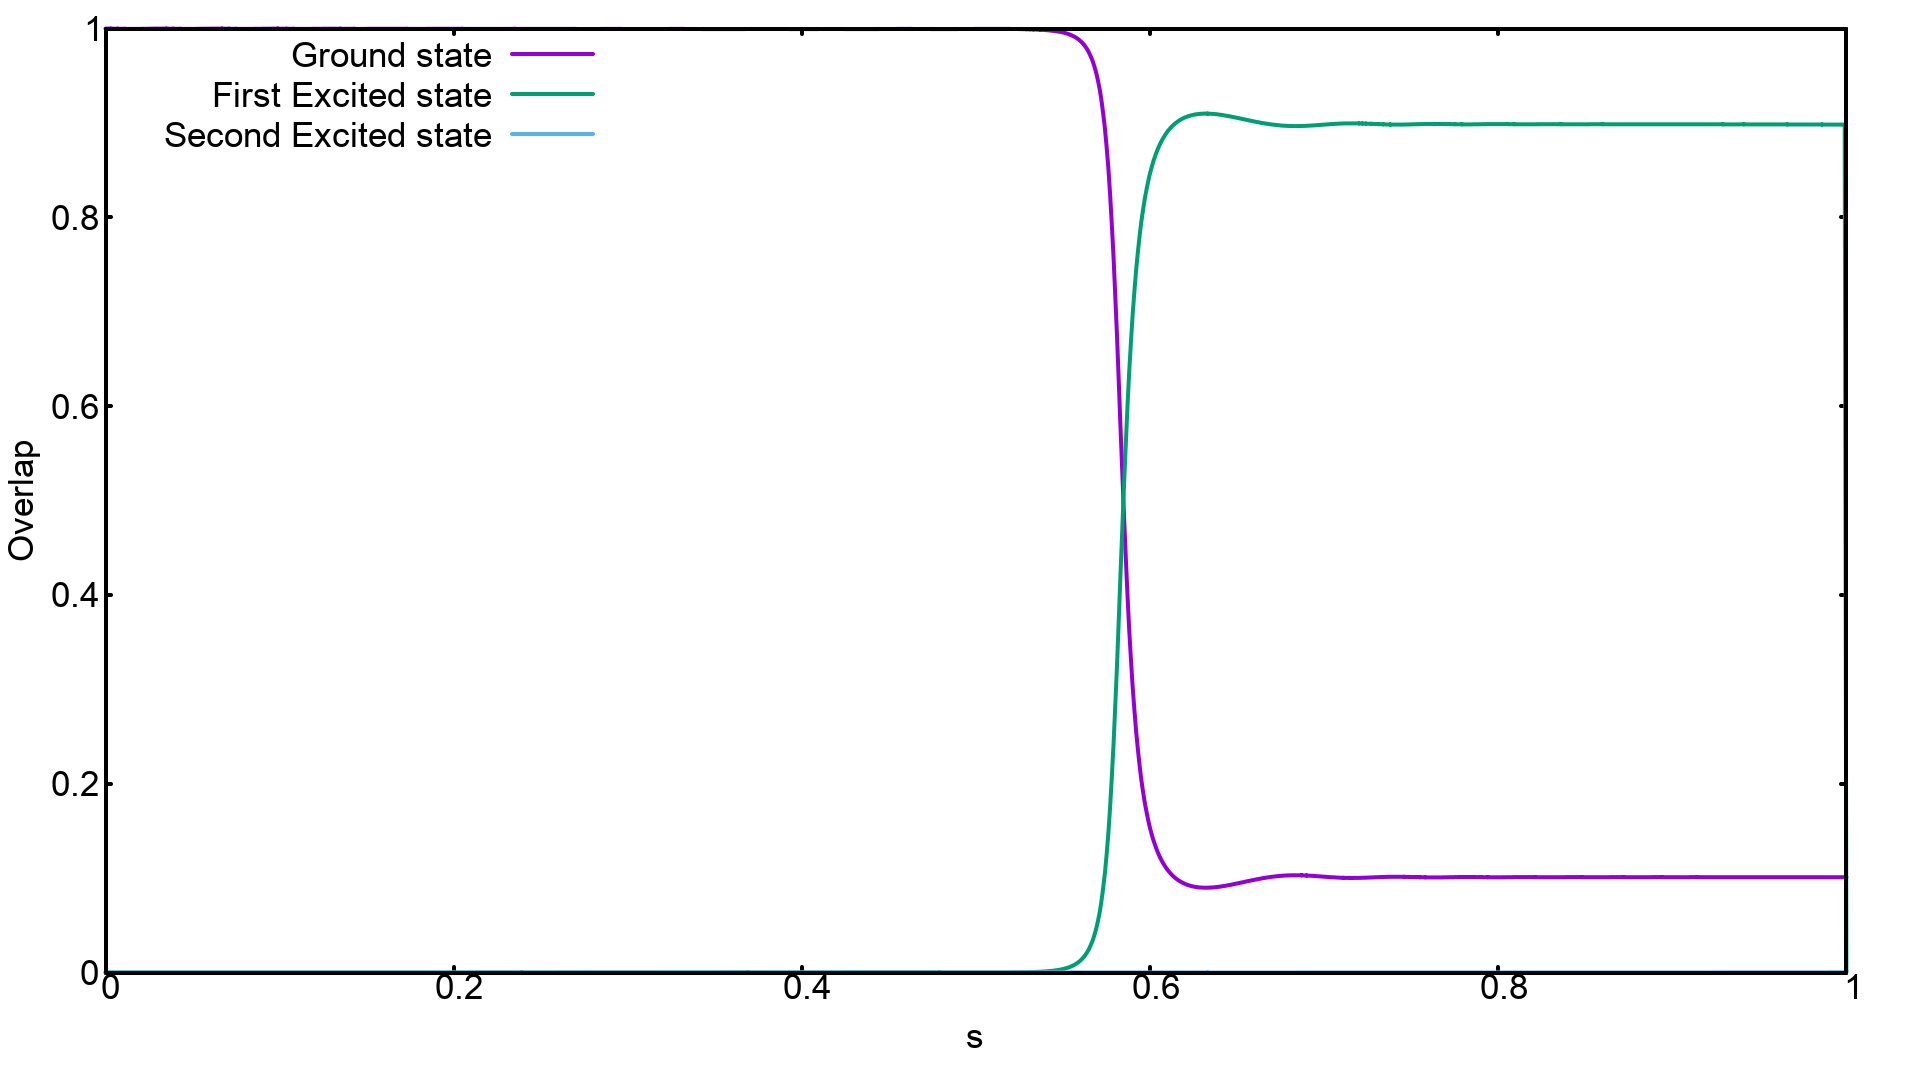 1
Ground state
First Excited state
Second Excited state
0.8
0.6
Overlap
0.4
0.2
0
0 0.2 0.4 0.6 0.8 1
s